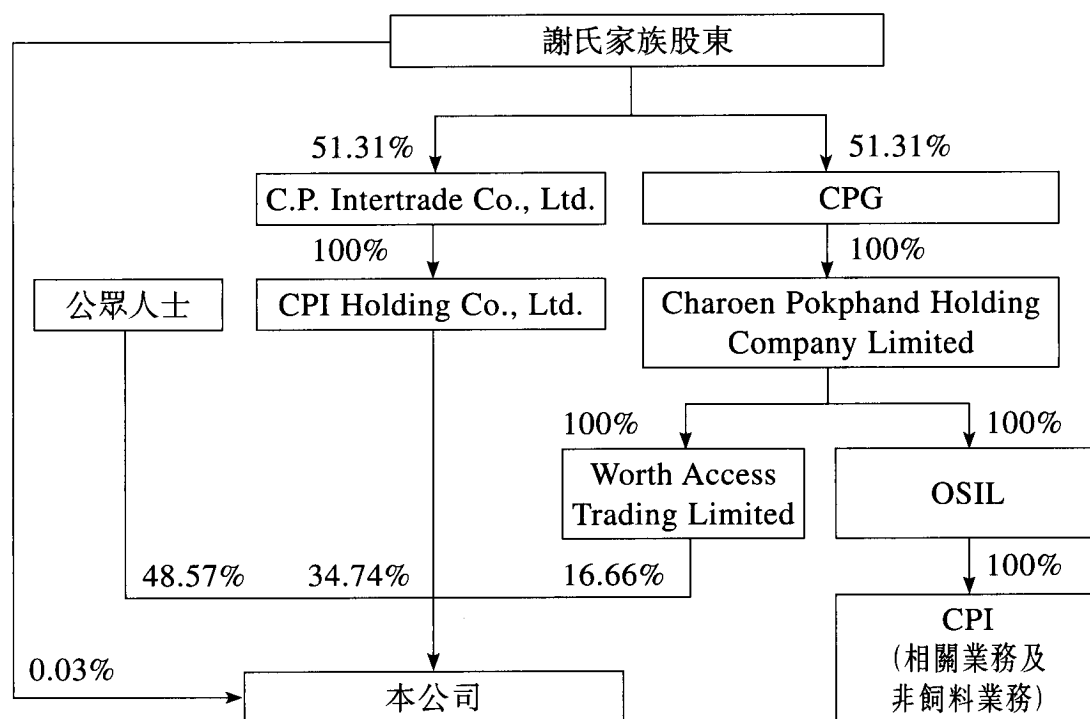 謝氏家族股東
51.31%
51.31%
C.P. Intertrade Co., Ltd.
CPG
100%
100%
公眾人士
CPI Holding Co., Ltd.
Charoen Pokphand Holding
Company Limited
100%
100%
Worth Access
Trading Limited
OSIL
48.57%
34.74%
16.66%
100%
CPI
(相關業務及
非飼料業務)
0.03%
本公司